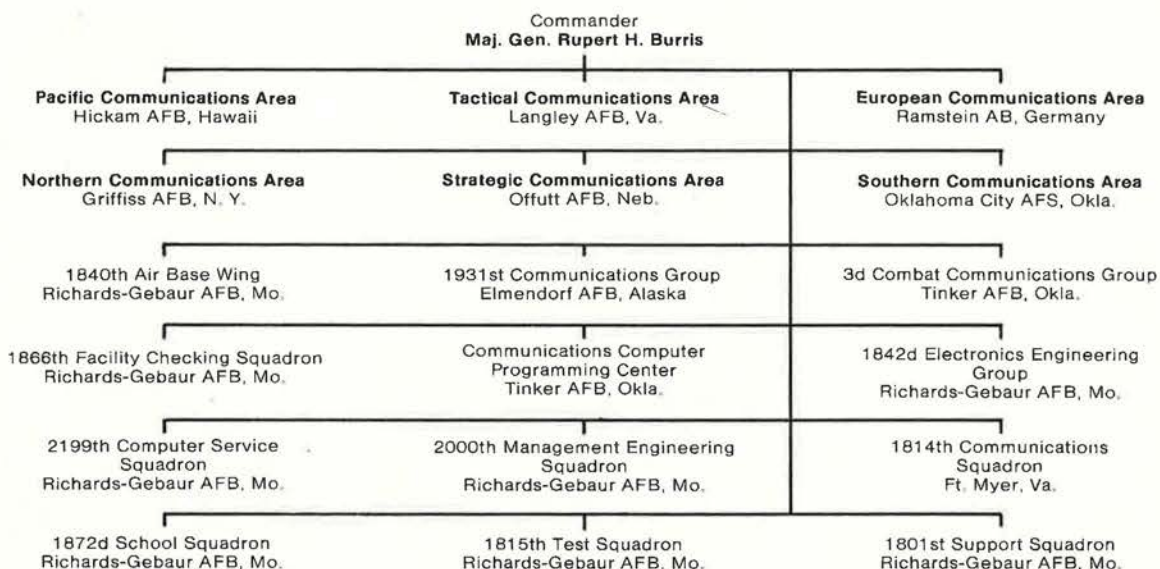 Commander
Maj. Gen. Rupert H. Burris
Pacific Communications Area
Hickam AFB, Hawaii
Tactical Communications Area
Langley AFB, Va.
European Communications Area
Ramstein AB, Germany
Northern Communications Area
Griffiss AFB, N. Y.
Strategic Communications Area
Offutt AFB, Neb.
Southern Communications Area
Oklahoma City AFS, Okla.
1840th Air Base Wing
Richards-Gebaur AFB, Mo.
1931st Communications Group
Elmendorf AFB, Alaska
3d Combat Communications Group
Tinker AFB, Okla.
1866th Facility Checking Squadron
Richards-Gebaur AFB, Mo.
Communications Computer
Programming Center
Tinker AFB, Okla.
1842d Electronics Engineering
Group
Richards-Gebaur AFB, Mo.
2199th Computer Service
Squadron
Richards-Gebaur AFB, Mo.
2000th Management Engineering
Squadron
Richards-Gebaur AFB, Mo.
1814th Communications
Squadron
Ft. Myer, Va.
1872d School Squadron
Richards-Gebaur AFB, Mo.
1815th Test Squadron
Richards-Gebaur AFB, Mo.
1801st Support Squadron
Richards-Gebaur AFB, Mo.